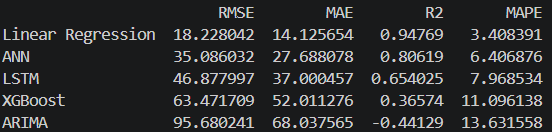 RMSE MAE R2 MAPE
Linear Regression 18.228042 14.125654 0.94769 3.408391
ANN 35.086032 27.688078 0.80619 6.406876
LSTM 46.877997 37.000457 0.654025 7.968534
XGBoost 63.471709 52.011276 0.36574 11.096138
ARIMA 95.680241 68.037565 -0.44129 13.631558